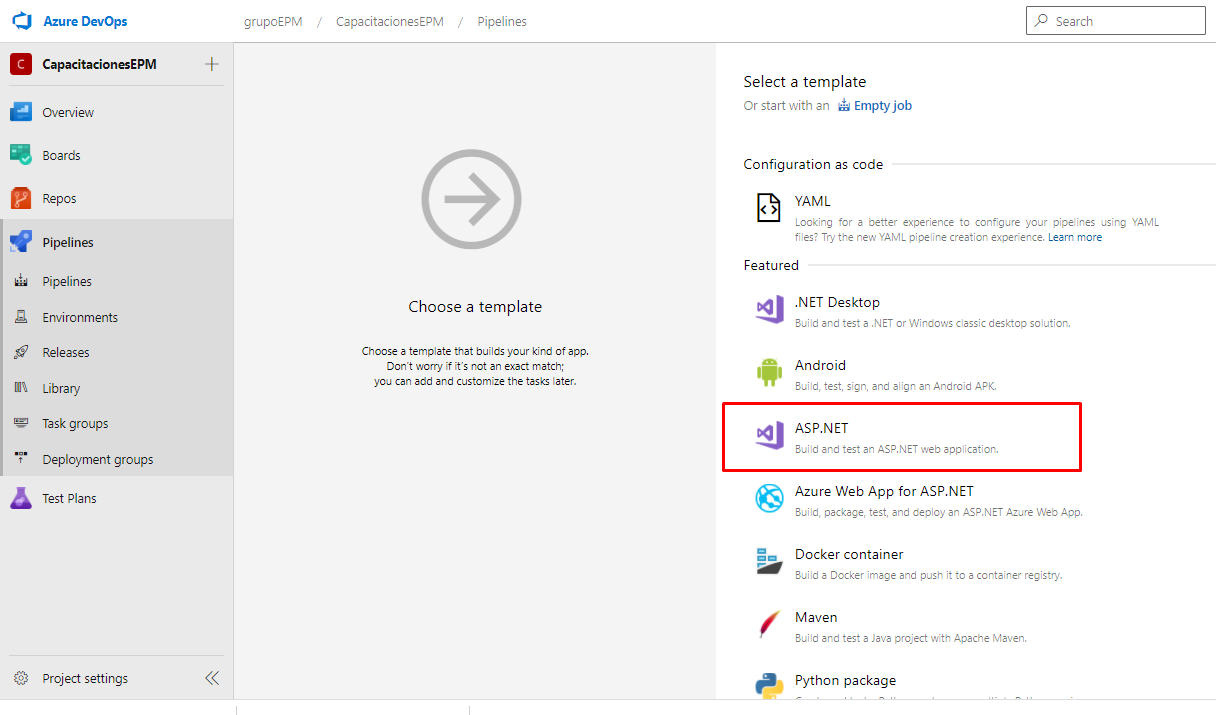 Azure DevOps
grupoEPM / CapacitacionesEPM / Pipelines
Search
C CapacitacionesEPM
Overview
Boards
Repos
Pipelines
Pipelines
Environments
Releases
Library
Task groups
Deployment groups
Test Plans
Project settings
Choose a template
Choose a template that builds your kind of app.
Don't worry if it's not an exact match;
you can add and customize the tasks later.
Select a template
Or start with an Empty job
Configuration as code
YAML
Looking for a better experience to configure your pipelines using YAML
files? Try the new YAML pipeline creation experience. Learn more
Featured
.NET Desktop
Build and test a .NET or Windows classic desktop solution.
Android
Build, test, sign, and align an Android APK.
ASP.NET
Build and test an ASP.NET web application.
Azure Web App for ASP.NET
Build, package, test, and deploy an ASP.NET Azure Web App.
Docker container
Build a Docker image and push it to a container registry.
Maven
Build and test a Java project with Apache Maven.
Python package